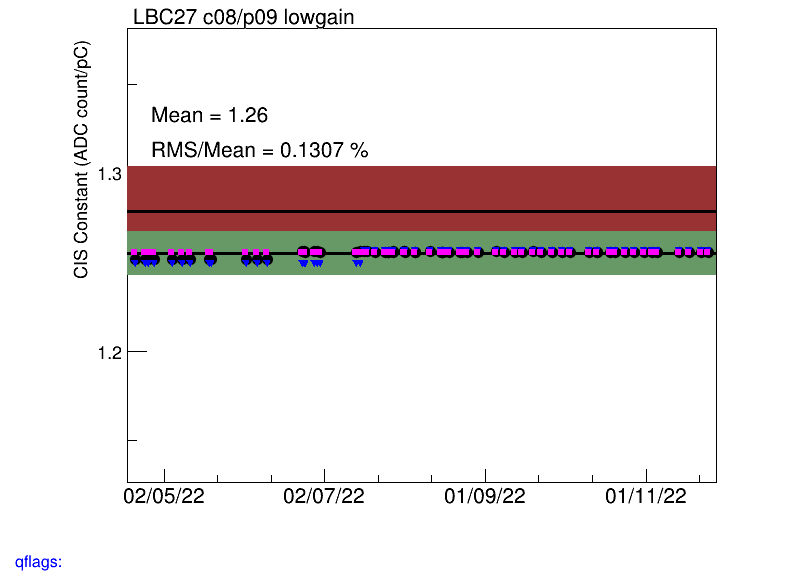 LBC27 c08/p09 lowgain
CIS Constant (ADC count/pC)
Mean = 1.26
RMS/Mean = 0.1307 %
1.3
1.2
02/05/22 02/07/22 01/09/22 01/11/22
qflags: